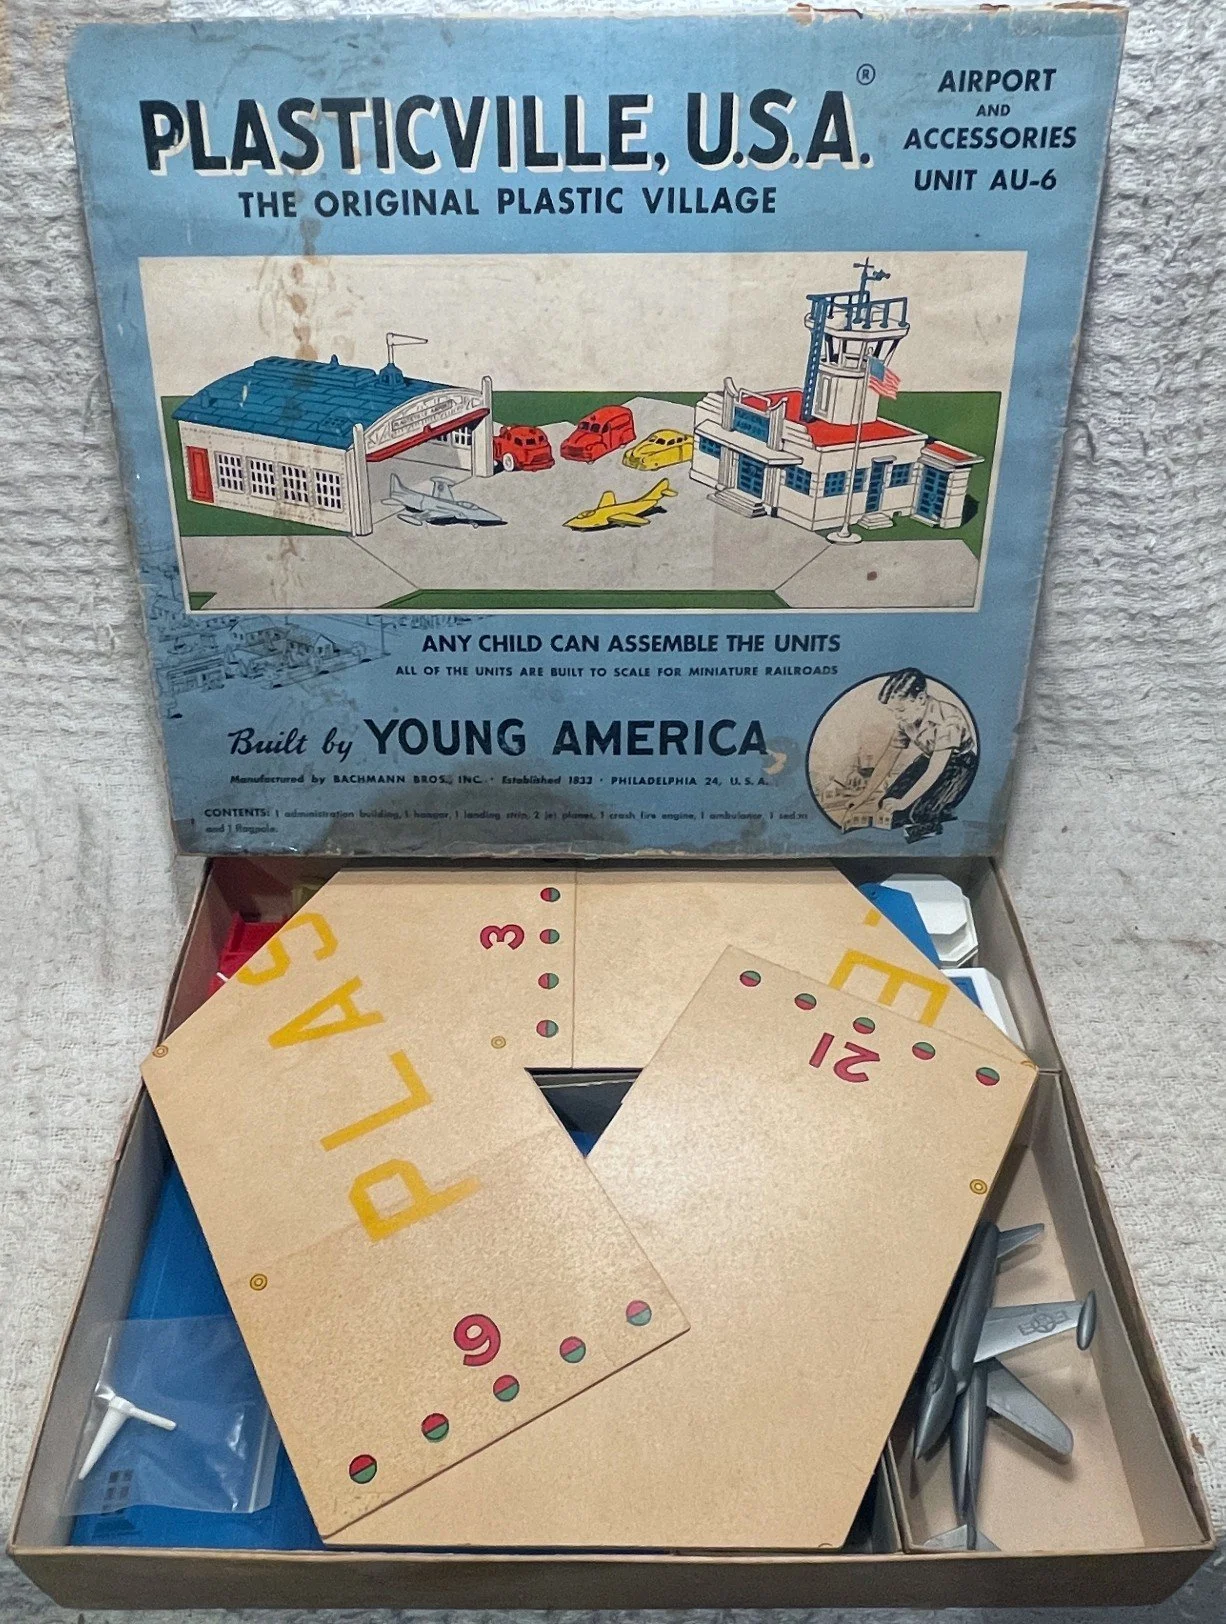 PLASTICVILLE, U.S.A.®
THE ORIGINAL PLASTIC VILLAGE
AIRPORT
AND
ACCESSORIES
UNIT AU-6
ANY CHILD CAN ASSEMBLE THE UNITS
ALL OF THE UNITS ARE BUILT TO SCALE FOR MINIATURE RAILROADS
Built by YOUNG AMERICA
Manufactured by BACHMANN BROS., INC. · Established 1833 · PHILADELPHIA 24, U.S.A.
CONTENTS: 1 administration building, 1 hangar, 1 landing strip, 2 jet planes, 1 crash fire engine, 1 ambulance, 1 sedan
and 1 flagpole.
PLAS
3
E
21
6